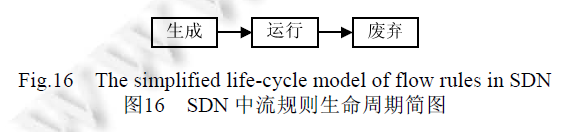 生成 运行 废弃
Fig.16 The simplified life-cycle model of flow rules in SDN
图16 SDN 中流规则生命周期简图